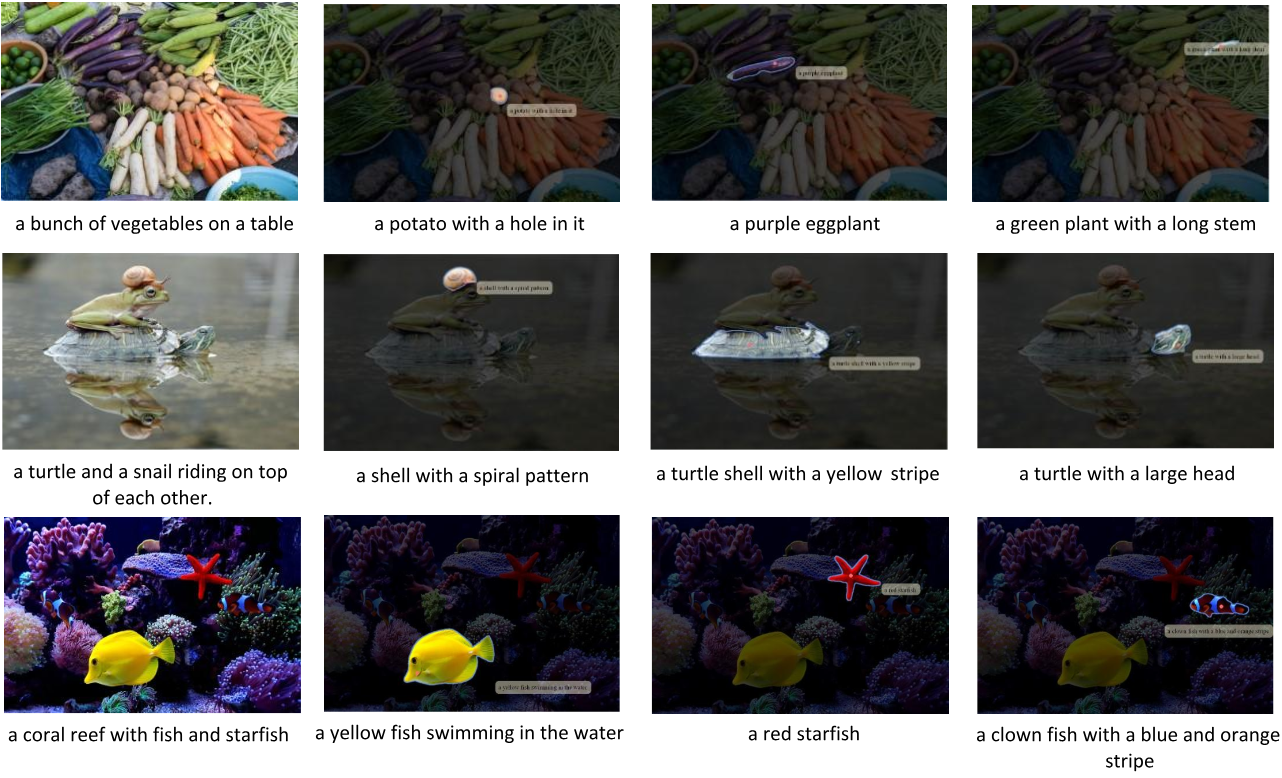 a potato with a hole in it
a purple eggplant
a green plant with a long stem
a bunch of vegetables on a table
a potato with a hole in it
a purple eggplant
a green plant with a long stem
a shell with a spiral pattern
a turtle shell with a yellow stripe
a turtle with a large head
a turtle and a snail riding on top
of each other.
a shell with a spiral pattern
a turtle shell with a yellow stripe
a turtle with a large head
a yellow fish swimming in the water
a red starfish
a clown fish with a blue and orange stripe
a coral reef with fish and starfish
a yellow fish swimming in the water
a red starfish
a clown fish with a blue and orange
stripe